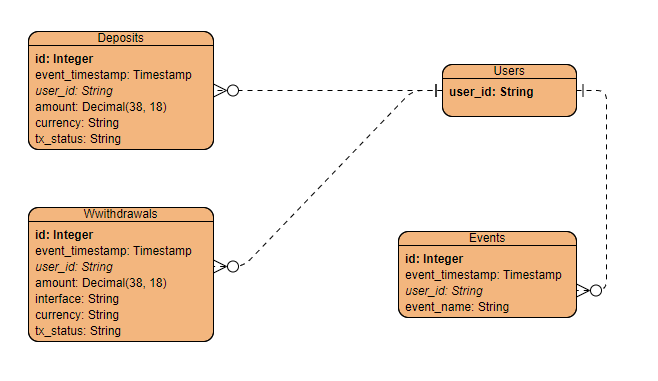 Deposits
id: Integer
event_timestamp: Timestamp
user_id: String
amount: Decimal(38, 18)
currency: String
tx_status: String
Users
user_id: String
Wwithdrawals
id: Integer
event_timestamp: Timestamp
user_id: String
amount: Decimal(38, 18)
interface: String
currency: String
tx_status: String
Events
id: Integer
event_timestamp: Timestamp
user_id: String
event_name: String